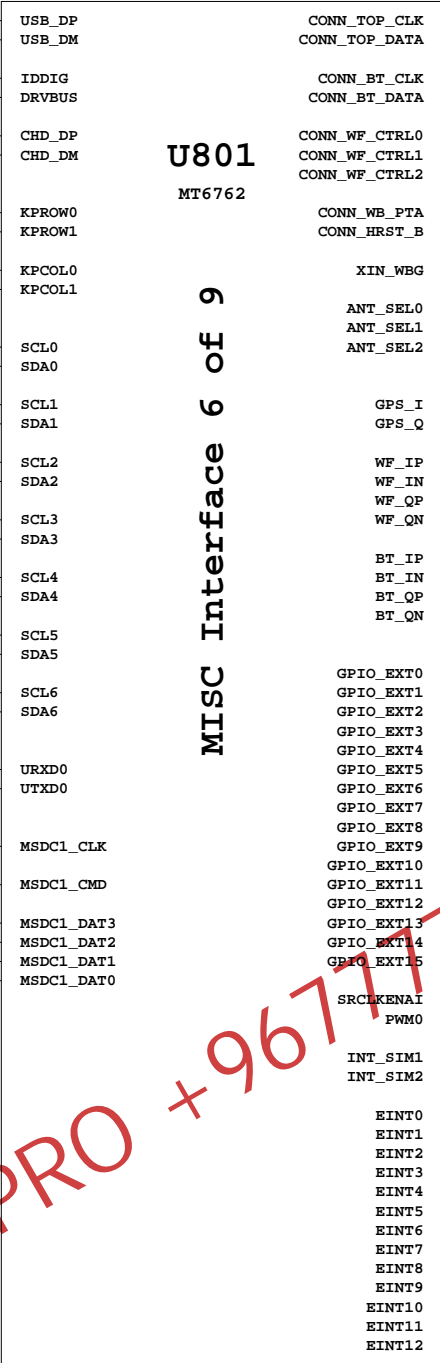 USB_DP
USB_DM
IDDIG
DRVBUS
CHD_DP
CHD_DM
KPROW0
KPROW1
KPCOL0
KPCOL1
SCL0
SDA0
SCL1
SDA1
SCL2
SDA2
SCL3
SDA3
SCL4
SDA4
SCL5
SDA5
SCL6
SDA6
URXD0
UTXD0
MSDC1_CLK
MSDC1_CMD
MSDC1_DAT3
MSDC1_DAT2
MSDC1_DAT1
MSDC1_DAT0
U801
MT6762
MISC Interface 6 of 9
CONN_TOP_CLK
CONN_TOP_DATA
CONN_BT_CLK
CONN_BT_DATA
CONN_WF_CTRL0
CONN_WF_CTRL1
CONN_WF_CTRL2
CONN_WB_PTA
CONN_HRST_B
XIN_WBG
ANT_SEL0
ANT_SEL1
ANT_SEL2
GPS_I
GPS_Q
WF_IP
WF_IN
WF_QP
WF_QN
BT_IP
BT_IN
BT_QP
BT_QN
GPIO_EXT0
GPIO_EXT1
GPIO_EXT2
GPIO_EXT3
GPIO_EXT4
GPIO_EXT5
GPIO_EXT6
GPIO_EXT7
GPIO_EXT8
GPIO_EXT9
GPIO_EXT10
GPIO_EXT11
GPIO_EXT12
GPIO_EXT13
GPIO_EXT14
GPIO_EXT15
SRCLKENAI
PWM0
INT_SIM1
INT_SIM2
EINT0
EINT1
EINT2
EINT3
EINT4
EINT5
EINT6
EINT7
EINT8
EINT9
EINT10
EINT11
EINT12
PRO +96777